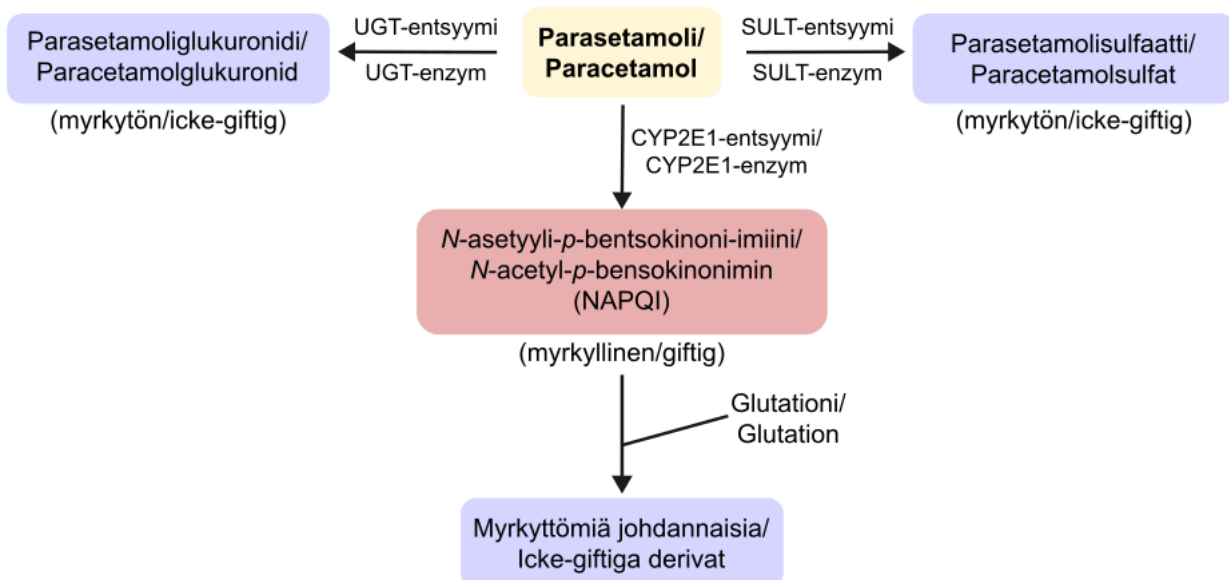 Parasetamoliglukuronidi/
Paracetamolglukuronid
(myrkytön/icke-giftig)
UGT-entsyymi
UGT-enzym
Parasetamoli/
Paracetamol
SULT-entsyymi
SULT-enzym
Parasetamolisulfaatti/
Paracetamolsulfat
(myrkytön/icke-giftig)
CYP2E1-entsyymi/
CYP2E1-enzym
N-asetyyli-p-bentsokinoni-imiini/
N-acetyl-p-bensokinonimin
(NAPQI)
(myrkyllinen/giftig)
Glutationi/
Glutation
Myrkyttömiä johdannaisia/
Icke-giftiga derivat